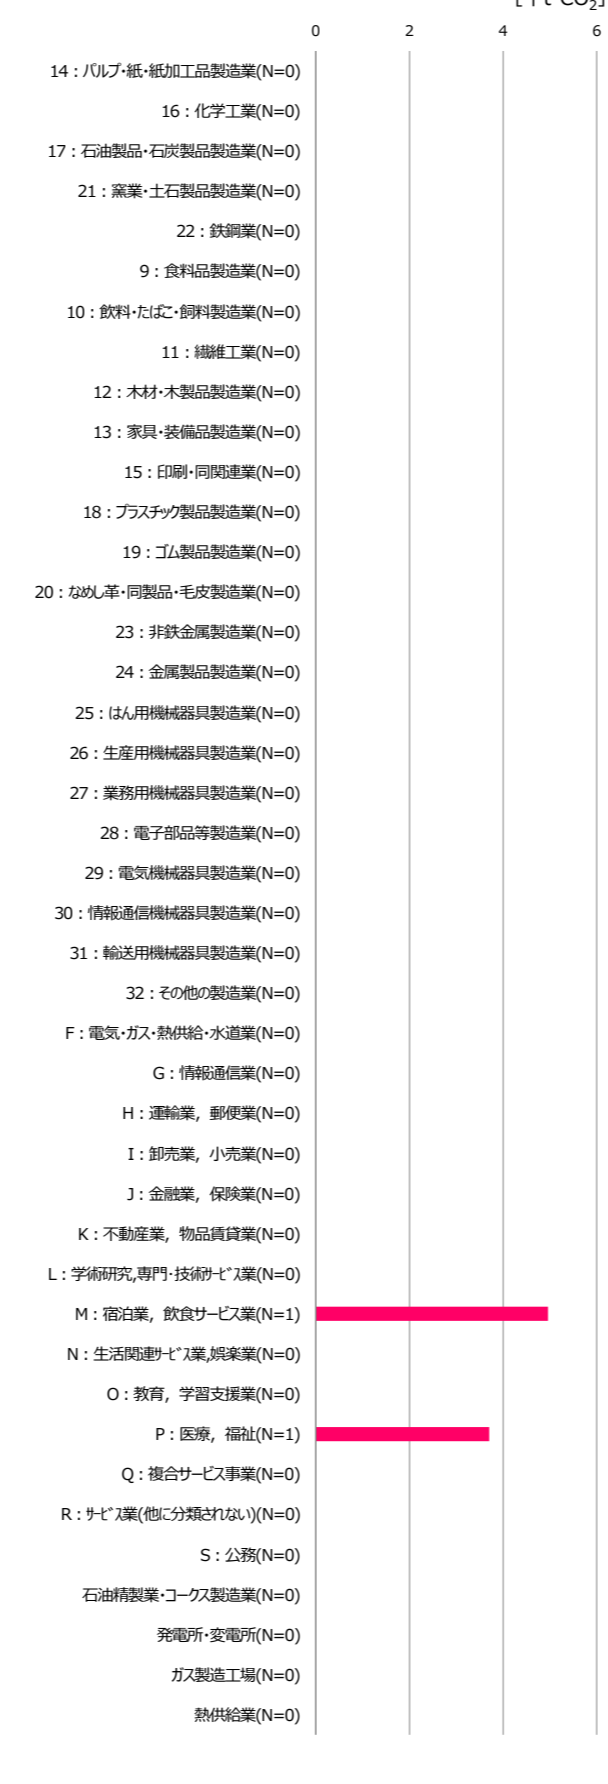 0 2 4 6
14：パルプ・紙・紙加工品製造業(N=0)
16：化学工業(N=0)
17：石油製品・石炭製品製造業(N=0)
21：窯業・土石製品製造業(N=0)
22：鉄鋼業(N=0)
9：食料品製造業(N=0)
10：飲料・たばこ・飼料製造業(N=0)
11：繊維工業(N=0)
12：木材・木製品製造業(N=0)
13：家具・装備品製造業(N=0)
15：印刷・同関連業(N=0)
18：プラスチック製品製造業(N=0)
19：ゴム製品製造業(N=0)
20：なめし革・同製品・毛皮製造業(N=0)
23：非鉄金属製造業(N=0)
24：金属製品製造業(N=0)
25：はん用機械器具製造業(N=0)
26：生産用機械器具製造業(N=0)
27：業務用機械器具製造業(N=0)
28：電子部品等製造業(N=0)
29：電気機械器具製造業(N=0)
30：情報通信機械器具製造業(N=0)
31：輸送用機械器具製造業(N=0)
32：その他の製造業(N=0)
F：電気・ガス・熱供給・水道業(N=0)
G：情報通信業(N=0)
H：運輸業，郵便業(N=0)
I：卸売業，小売業(N=0)
J：金融業，保険業(N=0)
K：不動産業，物品賃貸業(N=0)
L：学術研究,専門・技術ｻｰﾋﾞｽ業(N=0)
M：宿泊業，飲食サービス業(N=1)
N：生活関連ｻｰﾋﾞｽ業,娯楽業(N=0)
O：教育，学習支援業(N=0)
P：医療，福祉(N=1)
Q：複合サービス事業(N=0)
R：ｻｰﾋﾞｽ業(他に分類されない)(N=0)
S：公務(N=0)
石油精製業・コークス製造業(N=0)
発電所・変電所(N=0)
ガス製造工場(N=0)
熱供給業(N=0)